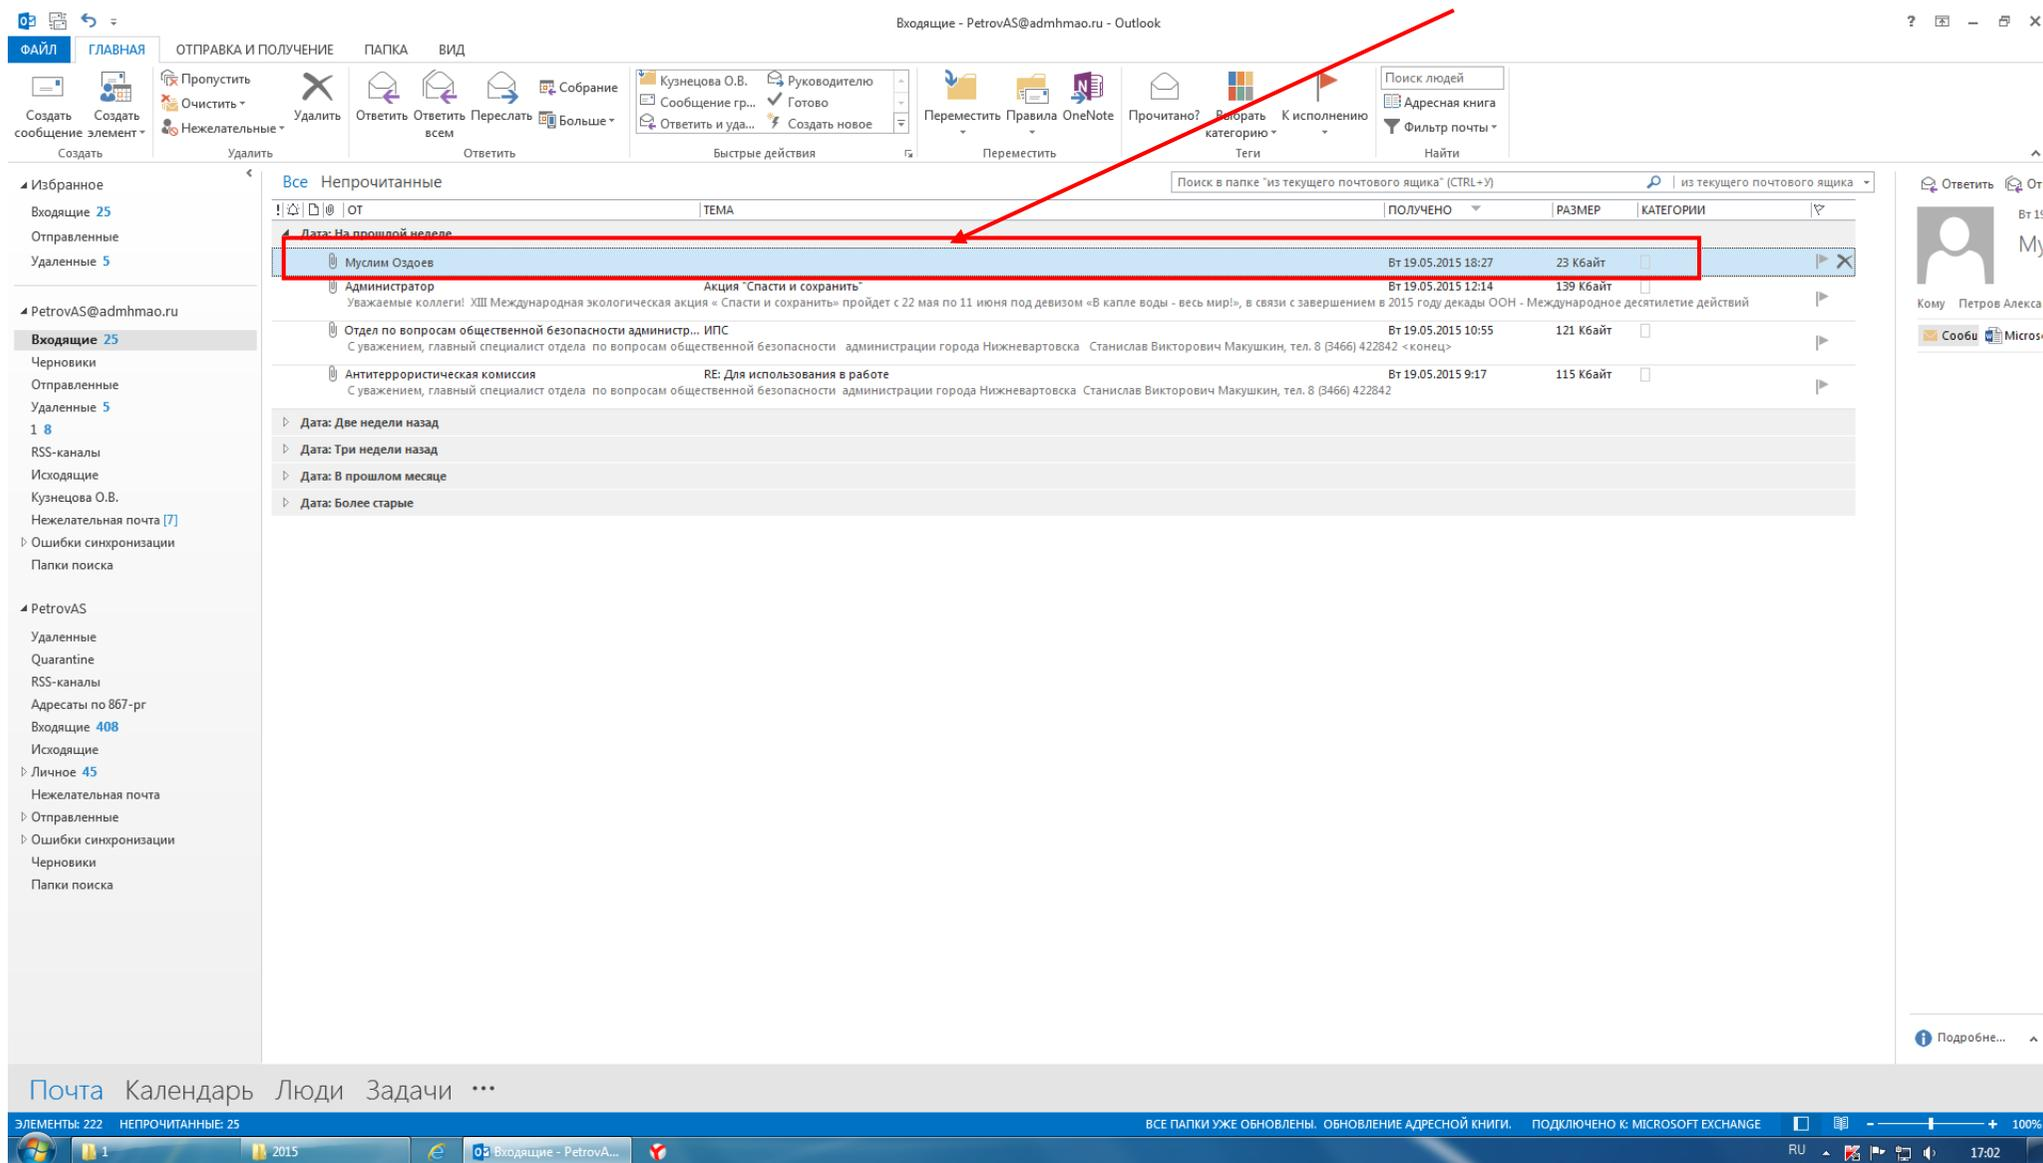 Входящие - PetrovAS@admhmao.ru - Outlook
ФАЙЛ ГЛАВНАЯ ОТПРАВКА И ПОЛУЧЕНИЕ ПАПКА ВИД
Создать сообщение
Создать элемент
Создать
Пропустить
Очистить
Нежелательные
Удалить
Удалить
Ответить
Ответить всем
Переслать
Собрание
Больше
Ответить
Кузнецова О.В.
Руководителю
Сообщение гр...
Готово
Ответить и уда...
Создать новое
Быстрые действия
Переместить
Правила
OneNote
Переместить
Прочитано?
Выбрать категорию
К исполнению
Теги
Поиск людей
Адресная книга
Фильтр почты
Найти
Избранное
Входящие 25
Отправленные
Удаленные 5
PetrovAS@admhmao.ru
Входящие 25
Черновики
Отправленные
Удаленные 5
1 8
RSS-каналы
Исходящие
Кузнецова О.В.
Нежелательная почта [7]
Ошибки синхронизации
Папки поиска
PetrovAS
Удаленные
Quarantine
RSS-каналы
Адресаты по 867-рг
Входящие 408
Исходящие
Личное 45
Нежелательная почта
Отправленные
Ошибки синхронизации
Черновики
Папки поиска
Все Непрочитанные
Поиск в папке "из текущего почтового ящика" (CTRL+У)
из текущего почтового ящика
ОТ ТЕМА ПОЛУЧЕНО РАЗМЕР КАТЕГОРИИ
Дата: На прошлой неделе
Муслим Оздоев Вт 19.05.2015 18:27 23 Кбайт
Администратор Акция "Спасти и сохранить" Вт 19.05.2015 12:14 139 Кбайт
Уважаемые коллеги! XIII Международная экологическая акция « Спасти и сохранить» пройдет с 22 мая по 11 июня под девизом «В капле воды - весь мир!», в связи с завершением в 2015 году декады ООН - Международное десятилетие действий
Отдел по вопросам общественной безопасности администр... ИПС Вт 19.05.2015 10:55 121 Кбайт
С уважением, главный специалист отдела по вопросам общественной безопасности администрации города Нижневартовска Станислав Викторович Макушкин, тел. 8 (3466) 422842 <конец>
Антитеррористическая комиссия RE: Для использования в работе Вт 19.05.2015 9:17 115 Кбайт
С уважением, главный специалист отдела по вопросам общественной безопасности администрации города Нижневартовска Станислав Викторович Макушкин, тел. 8 (3466) 422842
Дата: Две недели назад
Дата: Три недели назад
Дата: В прошлом месяце
Дата: Более старые
Ответить От
Вт 19
Му
Кому Петров Алекса
Сообщ Microso
Подробне...
Почта Календарь Люди Задачи •••
ЭЛЕМЕНТЫ: 222 НЕПРОЧИТАННЫЕ: 25 ВСЕ ПАПКИ УЖЕ ОБНОВЛЕНЫ. ОБНОВЛЕНИЕ АДРЕСНОЙ КНИГИ. ПОДКЛЮЧЕНО К: MICROSOFT EXCHANGE 100%
1 2015 Входящие - PetrovA... RU 17:02